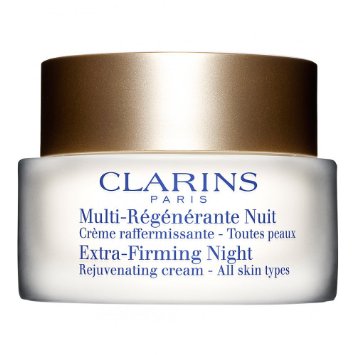 CLARINS
PARIS
Multi-Régénérante Nuit
Crème raffermissante - Toutes peaux
Extra-Firming Night
Rejuvenating cream - All skin types